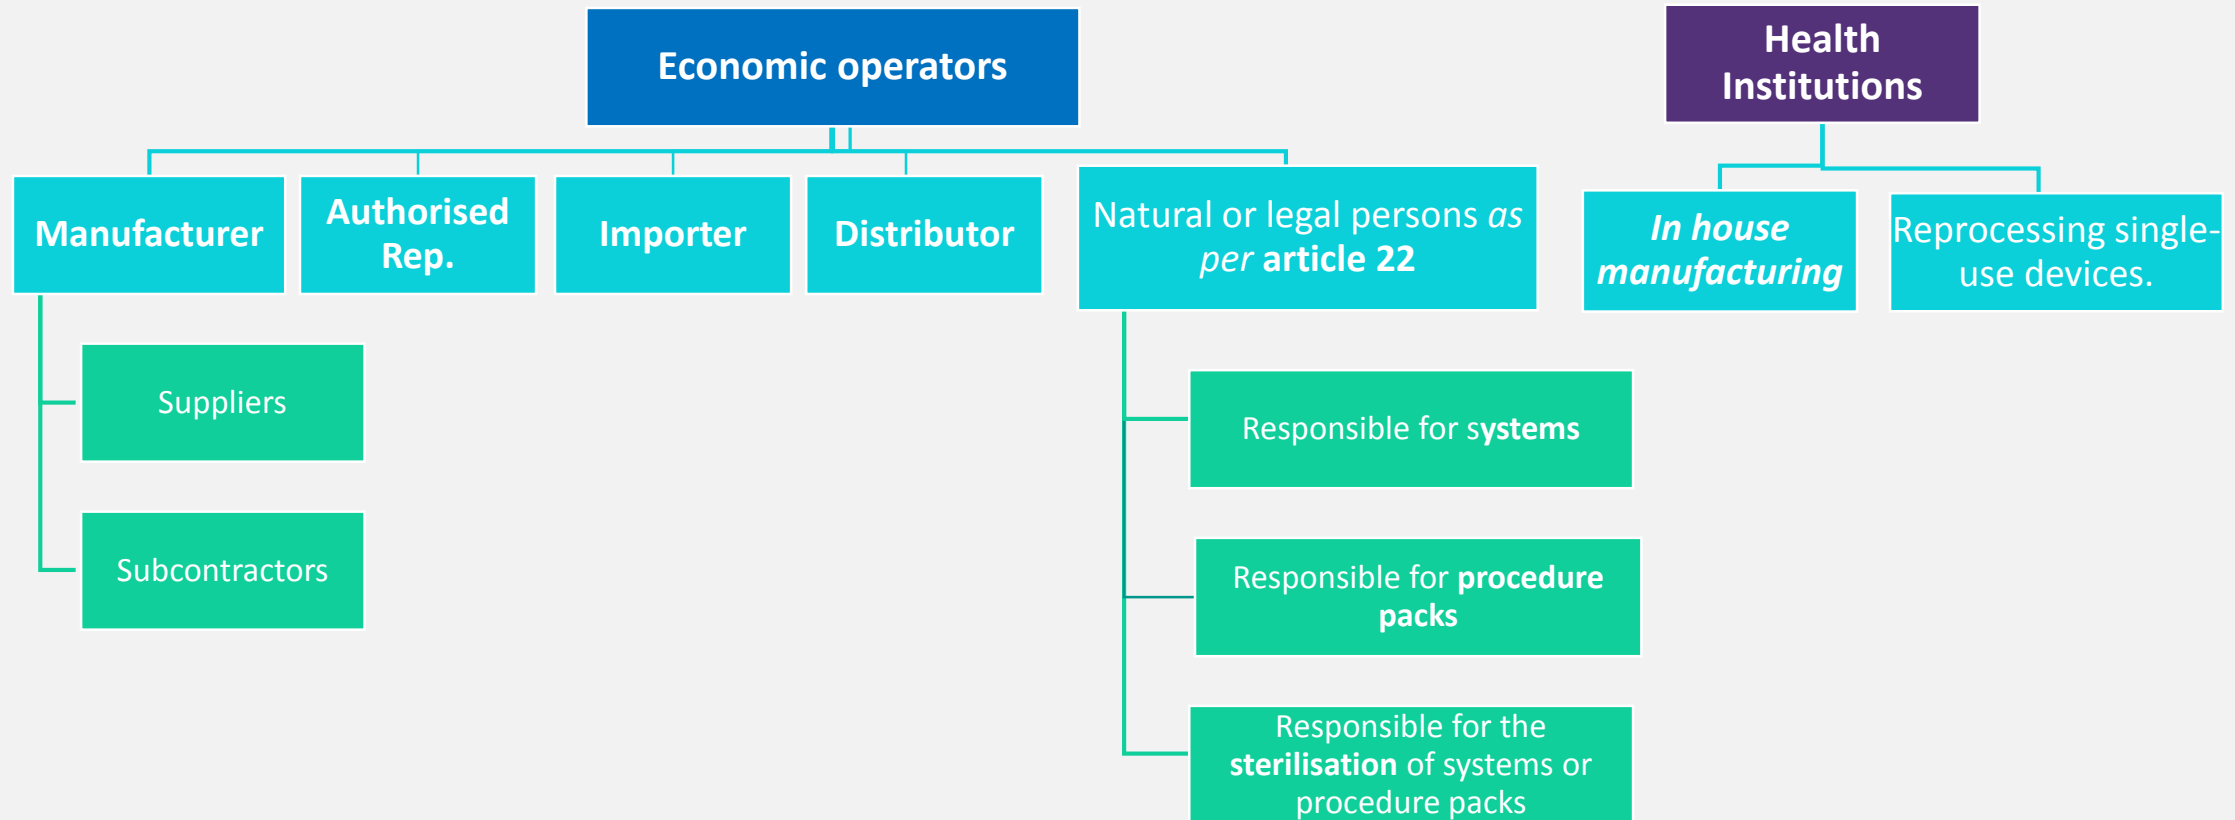 Economic operators
Health
Institutions
Manufacturer
Authorised
Rep.
Importer
Distributor
Natural or legal persons as
per article 22
In house
manufacturing
Reprocessing single-
use devices.
Suppliers
Subcontractors
Responsible for systems
Responsible for procedure
packs
Responsible for the
sterilisation of systems or
procedure packs